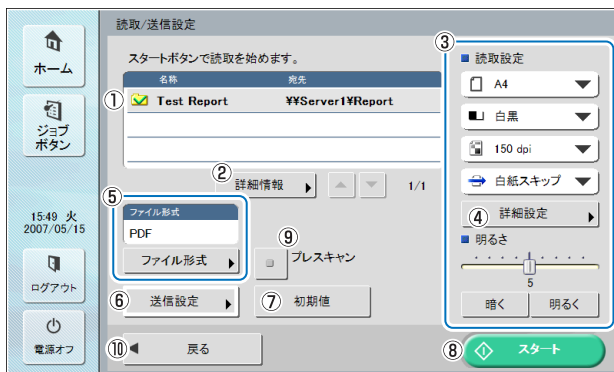 読取/送信設定
ホーム
ジョブ
ボタン
15:49 火
2007/05/15
ログアウト
電源オフ
スタートボタンで読取を始めます。
名称 宛先
① Test Report ¥¥Server1¥Report
② 詳細情報 1/1
⑤
ファイル形式
PDF
ファイル形式
⑨
プレスキャン
⑥ 送信設定
⑦ 初期値
⑩ 戻る
③
読取設定
A4
白黒
150 dpi
白紙スキップ
④ 詳細設定
明るさ
5
暗く 明るく
⑧ スタート